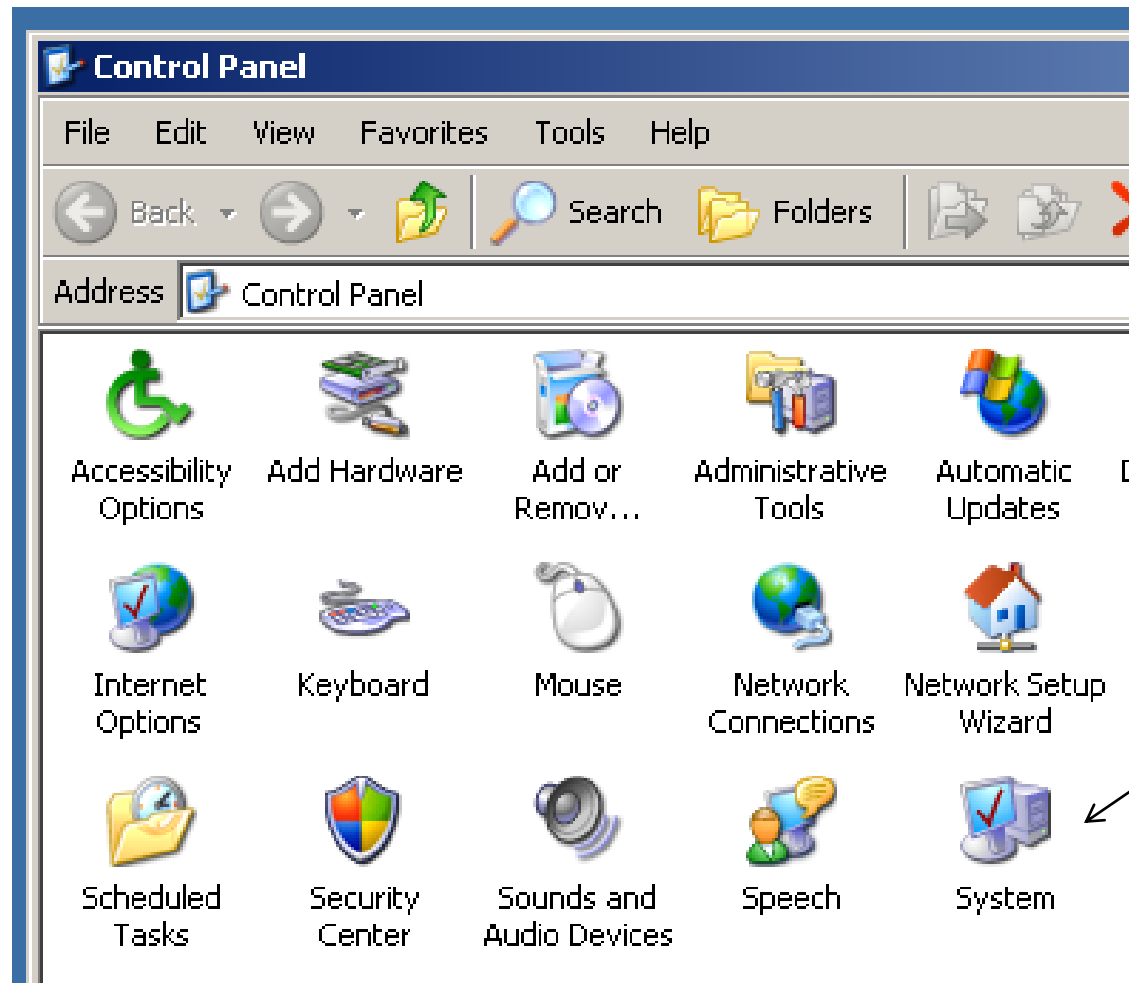 Control Panel
File Edit View Favorites Tools Help
Back Search Folders
Address Control Panel
Accessibility Options
Add Hardware
Add or Remov...
Administrative Tools
Automatic Updates
Internet Options
Keyboard
Mouse
Network Connections
Network Setup Wizard
Scheduled Tasks
Security Center
Sounds and Audio Devices
Speech
System